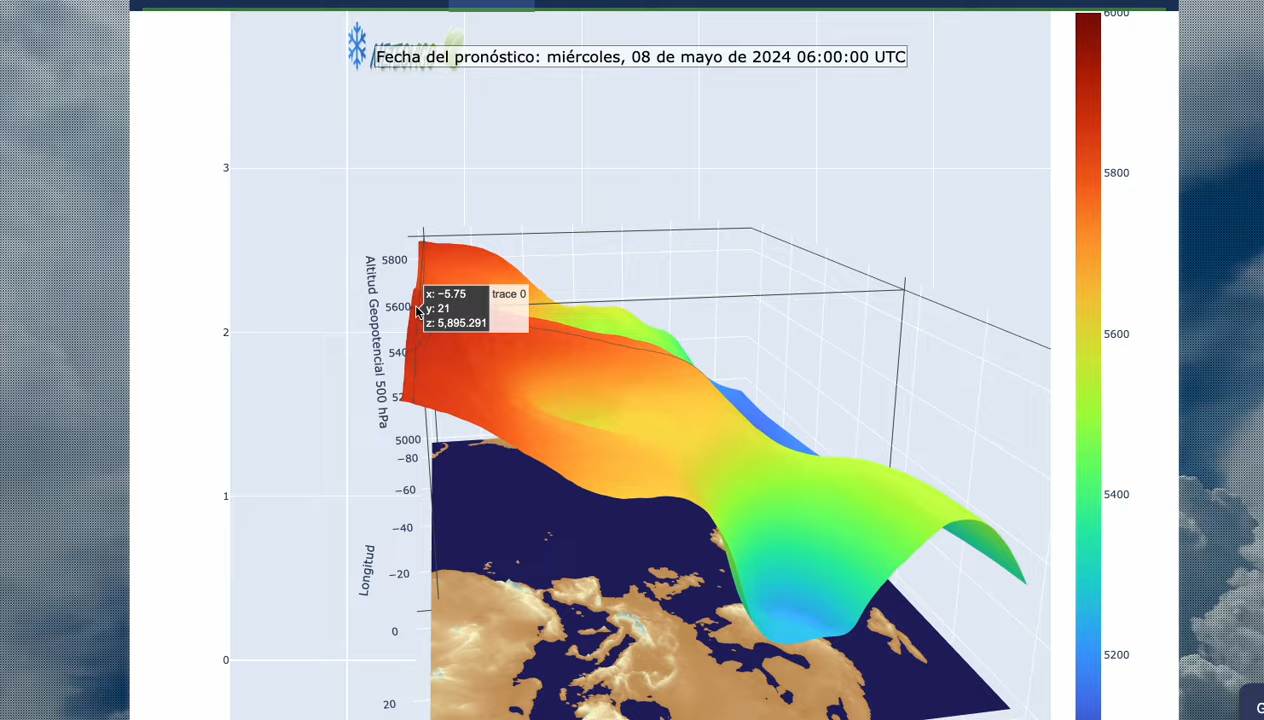 Fecha del pronóstico: miércoles, 08 de mayo de 2024 06:00:00 UTC
6000
5800
5600
5400
5200
3
2
1
0
Altitud Geopotencial 500 hPa
5800
5600
5000
x: −5.75
y: 21
z: 5,895.291
trace 0
Longitud
−80
−60
−40
−20
0
20